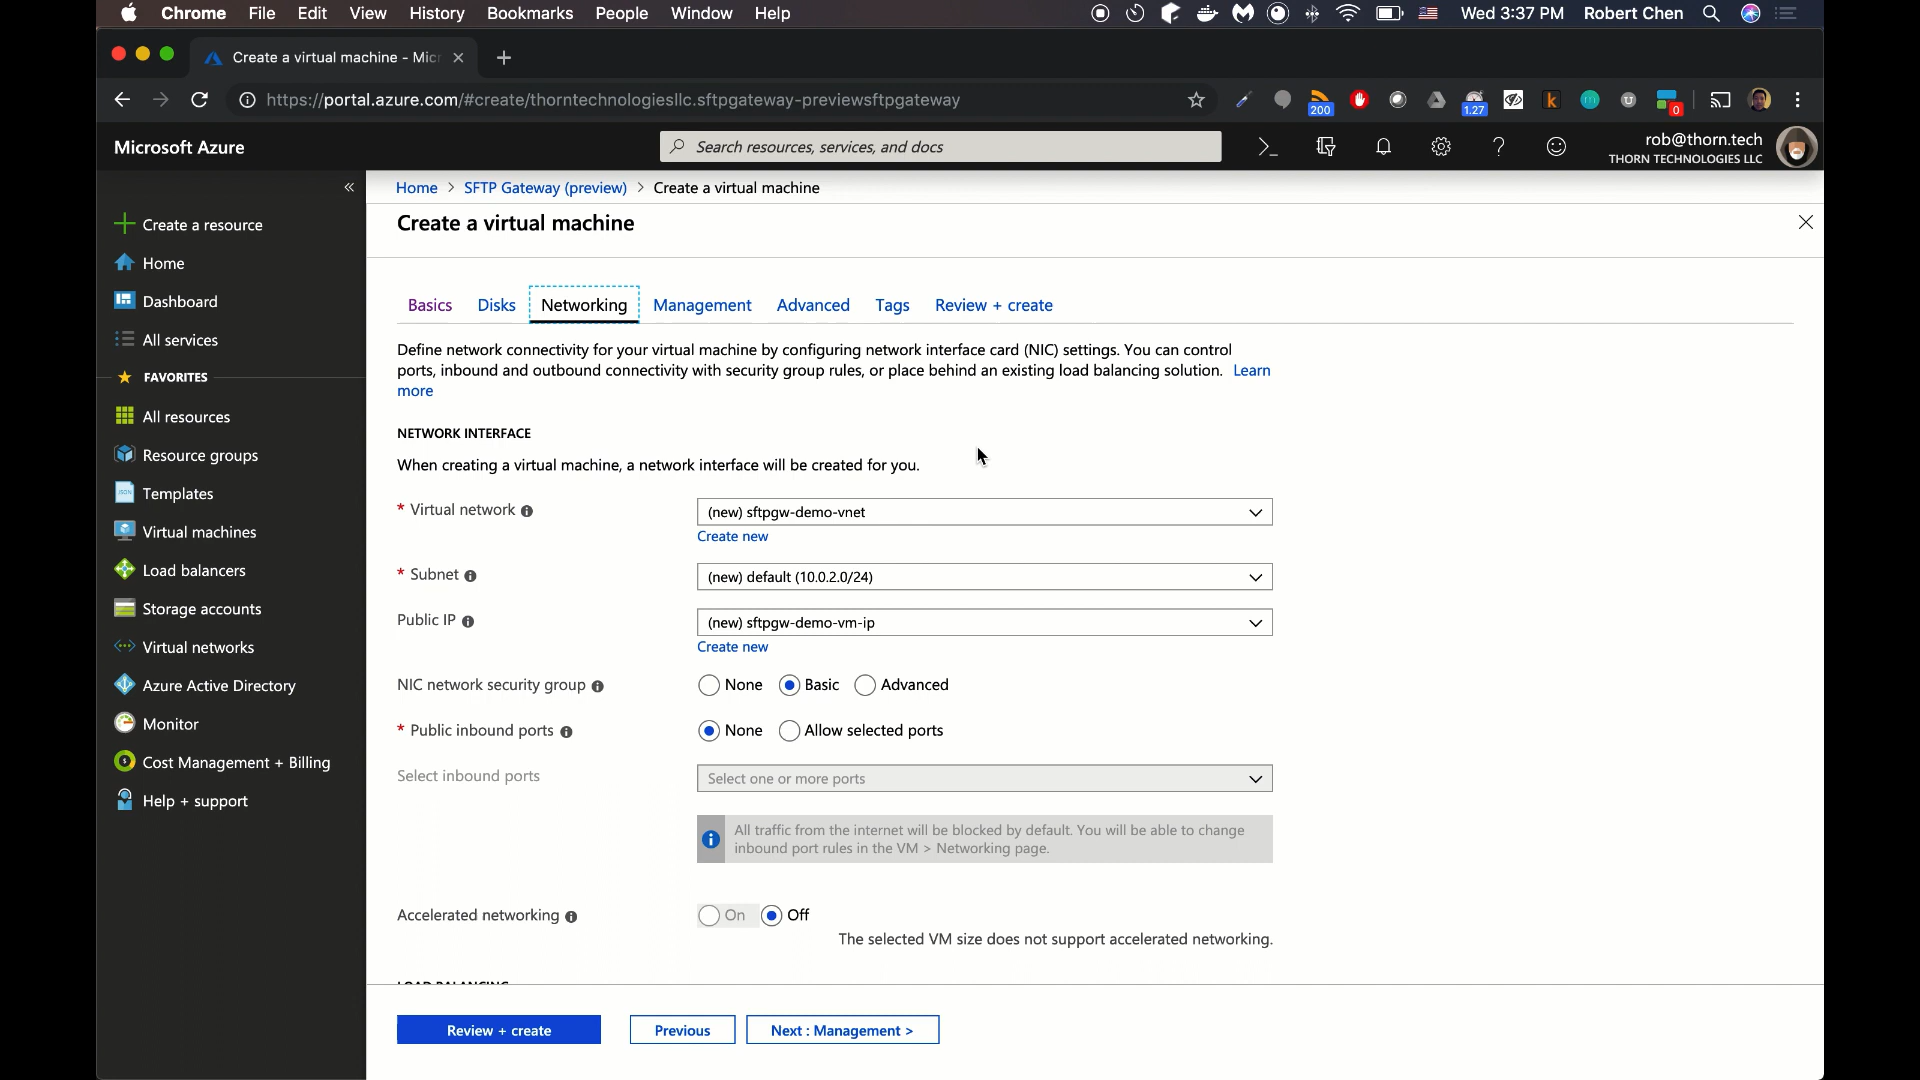 Chrome File Edit View History Bookmarks People Window Help Wed 3:37 PM Robert Chen
Create a virtual machine - Mic
https://portal.azure.com/#create/thorntechnologiesllc.sftpgateway-previewsftpgateway
200
1.27
0
Microsoft Azure
Search resources, services, and docs
rob@thorn.tech
THORN TECHNOLOGIES LLC
Create a resource
Home
Dashboard
All services
FAVORITES
All resources
Resource groups
Templates
Virtual machines
Load balancers
Storage accounts
Virtual networks
Azure Active Directory
Monitor
Cost Management + Billing
Help + support
Home > SFTP Gateway (preview) > Create a virtual machine
Create a virtual machine
Basics Disks Networking Management Advanced Tags Review + create
Define network connectivity for your virtual machine by configuring network interface card (NIC) settings. You can control
ports, inbound and outbound connectivity with security group rules, or place behind an existing load balancing solution. Learn
more
NETWORK INTERFACE
When creating a virtual machine, a network interface will be created for you.
* Virtual network
(new) sftpgw-demo-vnet
Create new
* Subnet
(new) default (10.0.2.0/24)
Public IP
(new) sftpgw-demo-vm-ip
Create new
NIC network security group
None Basic Advanced
* Public inbound ports
None Allow selected ports
Select inbound ports
Select one or more ports
All traffic from the internet will be blocked by default. You will be able to change
inbound port rules in the VM > Networking page.
Accelerated networking
On Off
The selected VM size does not support accelerated networking.
LOAD BALANCING
Review + create
Previous
Next : Management >